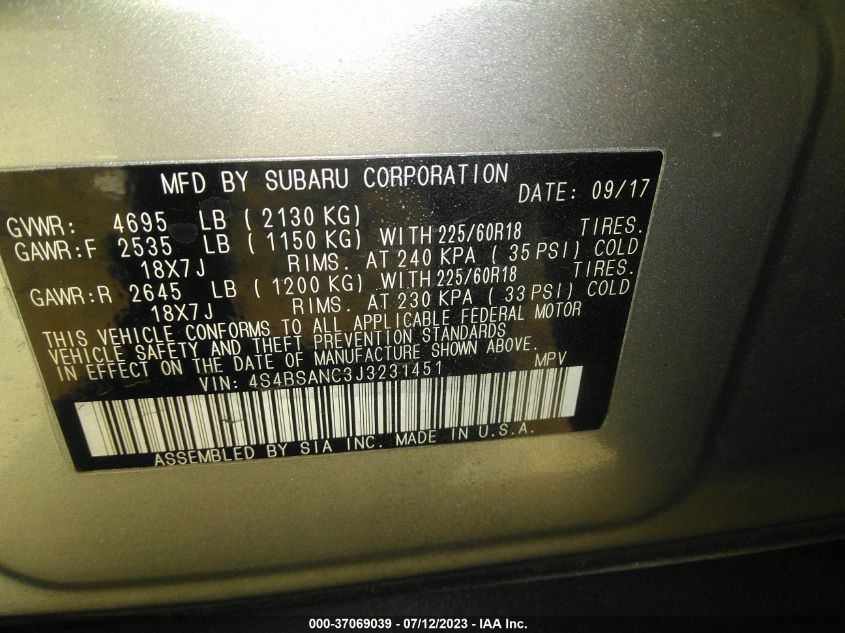 MFD BY SUBARU CORPORATION DATE: 09/17
GVWR: 4695 LB ( 2130 KG)
GAWR:F 2535 LB ( 1150 KG) WITH 225/60R18 TIRES.
18X7J RIMS. AT 240 KPA ( 35 PSI) COLD
GAWR:R 2645 LB ( 1200 KG) WITH 225/60R18 TIRES.
18X7J RIMS. AT 230 KPA ( 33 PSI) COLD
THIS VEHICLE CONFORMS TO ALL APPLICABLE FEDERAL MOTOR
VEHICLE SAFETY AND THEFT PREVENTION STANDARDS
IN EFFECT ON THE DATE OF MANUFACTURE SHOWN ABOVE.
VIN: 4S4BSANC3J3231451 MPV
ASSEMBLED BY SIA INC. MADE IN U.S.A.
000-37069039 - 07/12/2023 - IAA Inc.